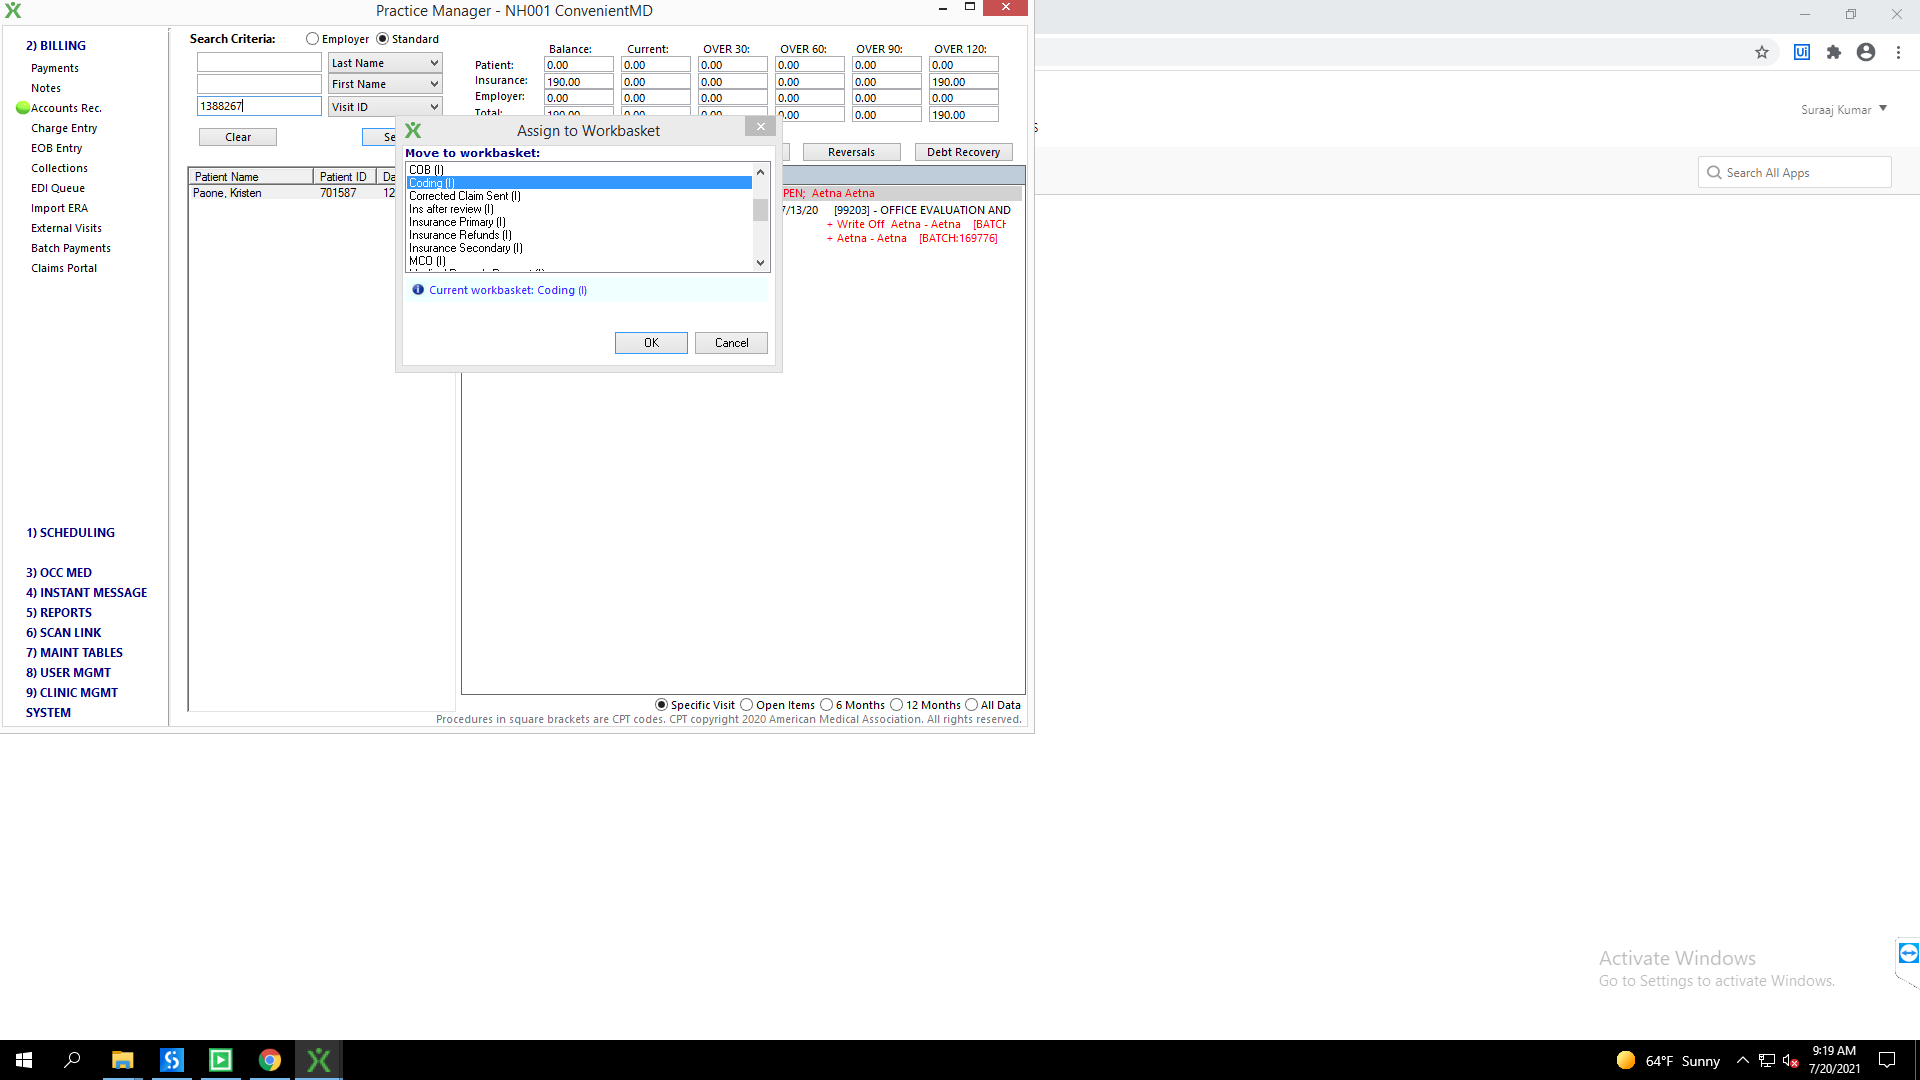 Practice Manager - NH001 ConvenientMD
2) BILLING
Payments
Notes
Accounts Rec.
Charge Entry
EOB Entry
Collections
EDI Queue
Import ERA
External Visits
Batch Payments
Claims Portal
1) SCHEDULING
3) OCC MED
4) INSTANT MESSAGE
5) REPORTS
6) SCAN LINK
7) MAINT TABLES
8) USER MGMT
9) CLINIC MGMT
SYSTEM
Search Criteria: Employer Standard
Last Name
First Name
1388267 Visit ID
Clear Se
Balance: Current: OVER 30: OVER 60: OVER 90: OVER 120:
Patient: 0.00 0.00 0.00 0.00 0.00 0.00
Insurance: 190.00 0.00 0.00 0.00 0.00 190.00
Employer: 0.00 0.00 0.00 0.00 0.00 0.00
Total: 190.00 0.00 0.00 0.00 0.00 190.00
Reversals Debt Recovery
Patient Name Patient ID Da
Paone, Kristen 701587 12
PEN; Aetna Aetna
7/13/20 [99203] - OFFICE EVALUATION AND
+ Write Off Aetna - Aetna [BATCH
+ Aetna - Aetna [BATCH:169776]
Assign to Workbasket
Move to workbasket:
COB (I)
Coding (I)
Corrected Claim Sent (I)
Ins after review (I)
Insurance Primary (I)
Insurance Refunds (I)
Insurance Secondary (I)
MCO (I)
Current workbasket: Coding (I)
OK Cancel
Specific Visit Open Items 6 Months 12 Months All Data
Procedures in square brackets are CPT codes. CPT copyright 2020 American Medical Association. All rights reserved.
Suraaj Kumar
S
Search All Apps
Activate Windows
Go to Settings to activate Windows.
64°F Sunny
9:19 AM
7/20/2021